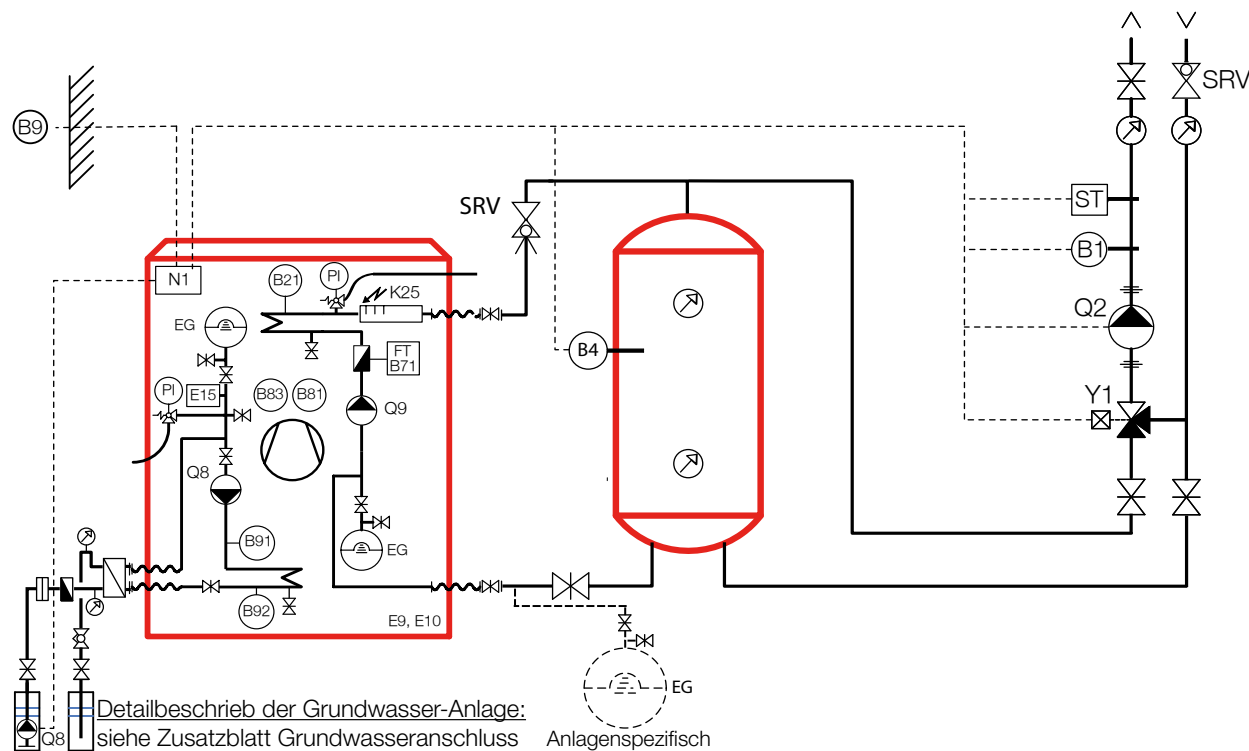 SRV
B9
ST
SRV
B1
N1
B21
PI
K25
EG
Q2
FT
B71
B4
PI
E15
B83
B81
Q9
Y1
Q8
B91
EG
B92
E9, E10
EG
Q8
Detailbeschrieb der Grundwasser-Anlage:
siehe Zusatzblatt Grundwasseranschluss
Anlagenspezifisch